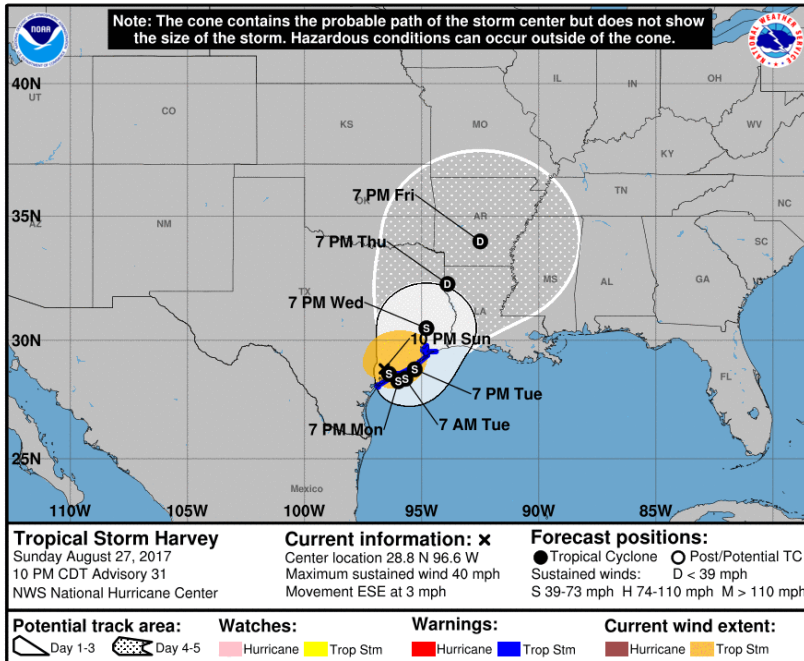 Note: The cone contains the probable path of the storm center but does not show
the size of the storm. Hazardous conditions can occur outside of the cone.
NOAA
NATIONAL WEATHER SERVICE
40N
35N
30N
25N
UT
CO
KS
MO
IL
IN
OH
WV
KY
AZ
NM
OK
AR
TN
NC
SC
TX
LA
MS
AL
GA
FL
Mexico
7 PM Fri
D
7 PM Thu
D
7 PM Wed
S
10 PM Sun
S
S
S
S
7 PM Tue
7 PM Mon
7 AM Tue
110W
105W
100W
95W
90W
85W
Tropical Storm Harvey
Sunday August 27, 2017
10 PM CDT Advisory 31
NWS National Hurricane Center
Current information: x
Center location 28.8 N 96.6 W
Maximum sustained wind 40 mph
Movement ESE at 3 mph
Forecast positions:
Tropical Cyclone Post/Potential TC
Sustained winds: D < 39 mph
S 39-73 mph H 74-110 mph M > 110 mph
Potential track area:
Day 1-3 Day 4-5
Watches:
Hurricane Trop Stm
Warnings:
Hurricane Trop Stm
Current wind extent:
Hurricane Trop Stm